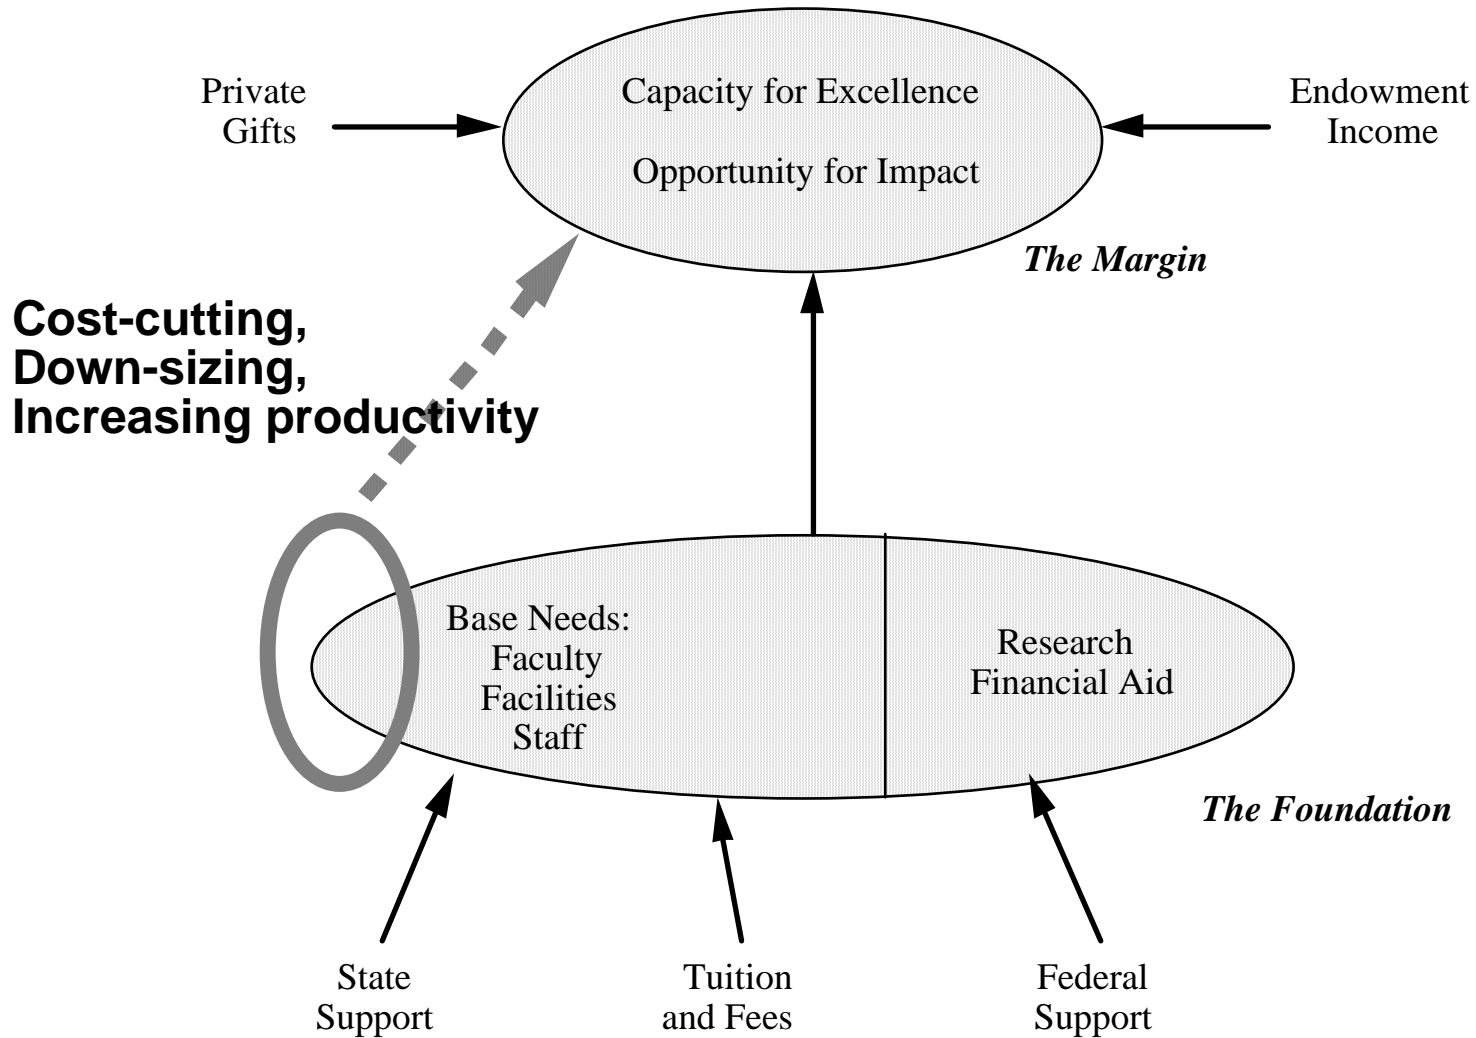 Private
Gifts
Capacity for Excellence
Opportunity for Impact
Endowment
Income
The Margin
Cost-cutting,
Down-sizing,
Increasing productivity
Base Needs:
Faculty
Facilities
Staff
Research
Financial Aid
The Foundation
State
Support
Tuition
and Fees
Federal
Support